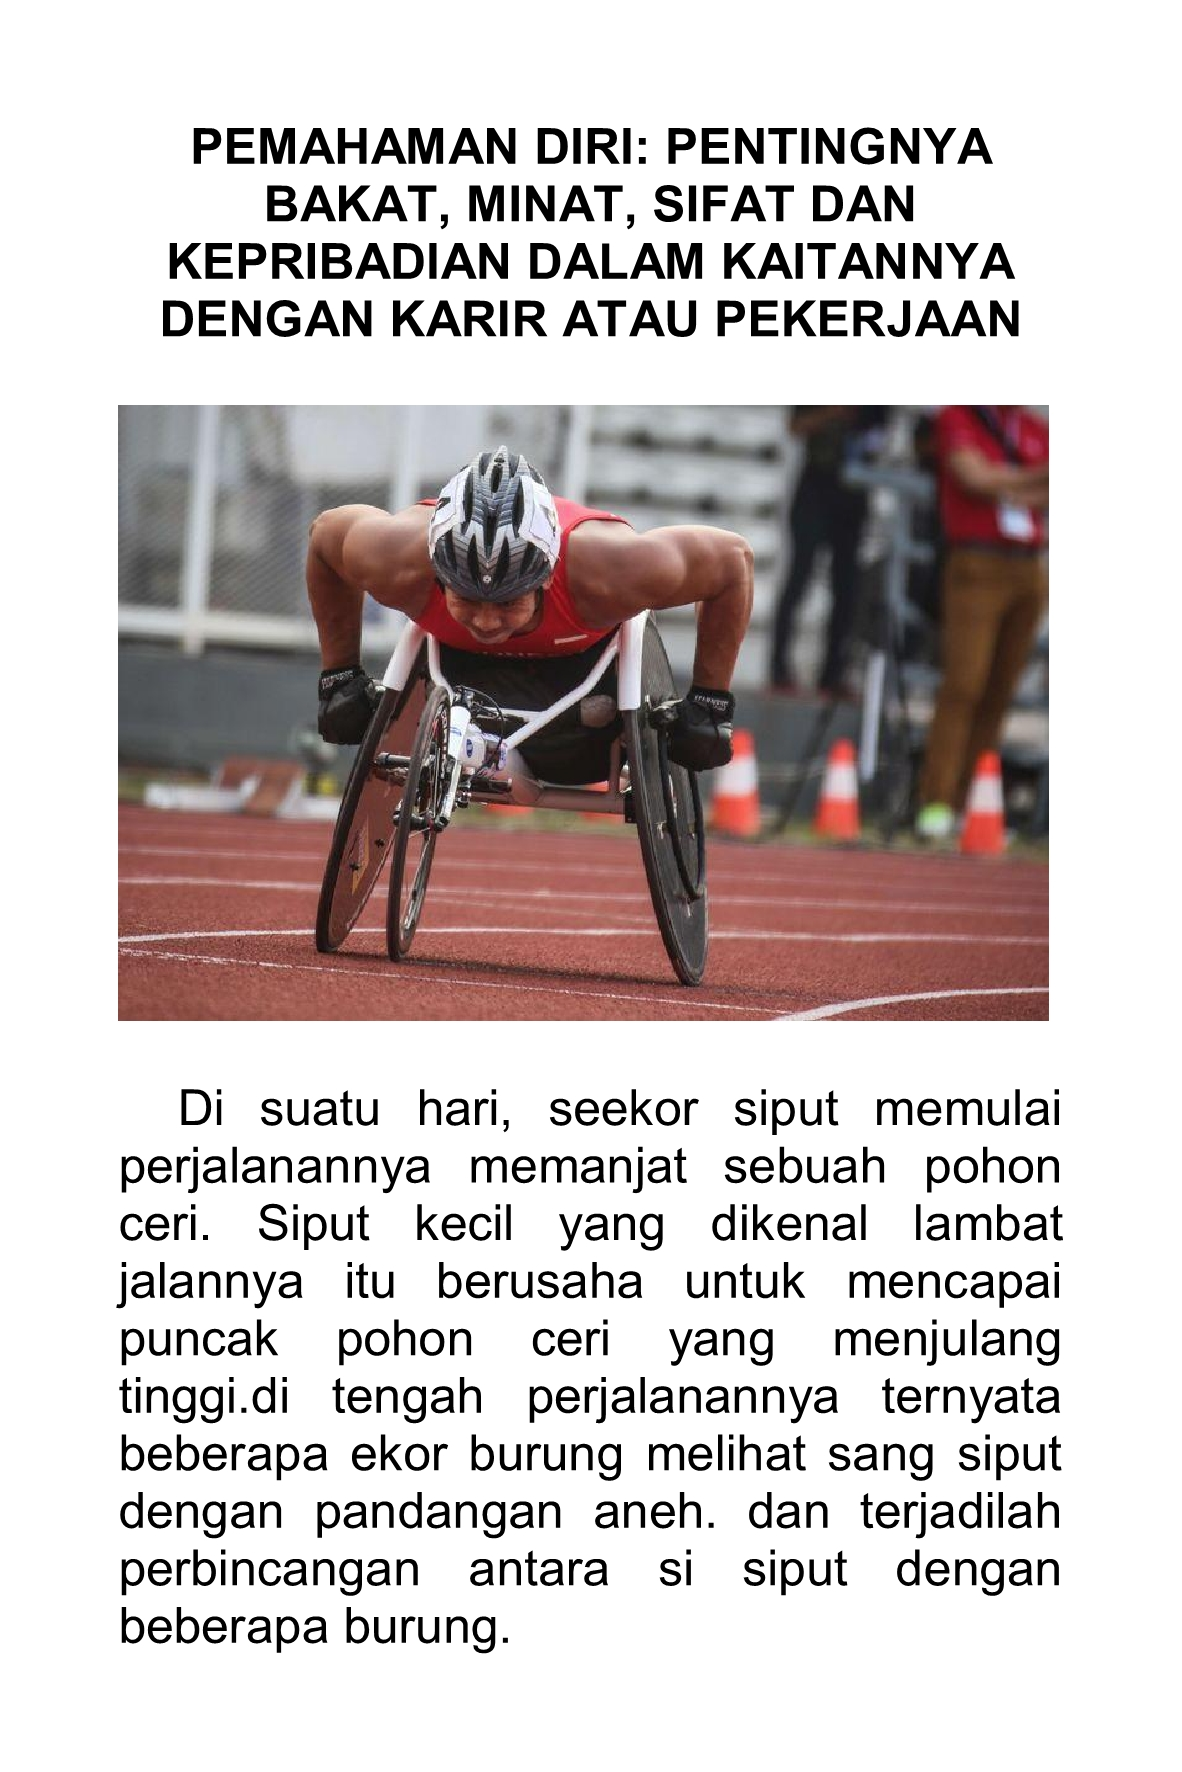 PEMAHAMAN DIRI: PENTINGNYA
BAKAT, MINAT, SIFAT DAN
KEPRIBADIAN DALAM KAITANNYA
DENGAN KARIR ATAU PEKERJAAN
Di suatu hari, seekor siput memulai
perjalanannya memanjat sebuah pohon
ceri. Siput kecil yang dikenal lambat
jalannya itu berusaha untuk mencapai
puncak pohon ceri yang menjulang
tinggi.di tengah perjalanannya ternyata
beberapa ekor burung melihat sang siput
dengan pandangan aneh. dan terjadilah
perbincangan antara si siput dengan
beberapa burung.